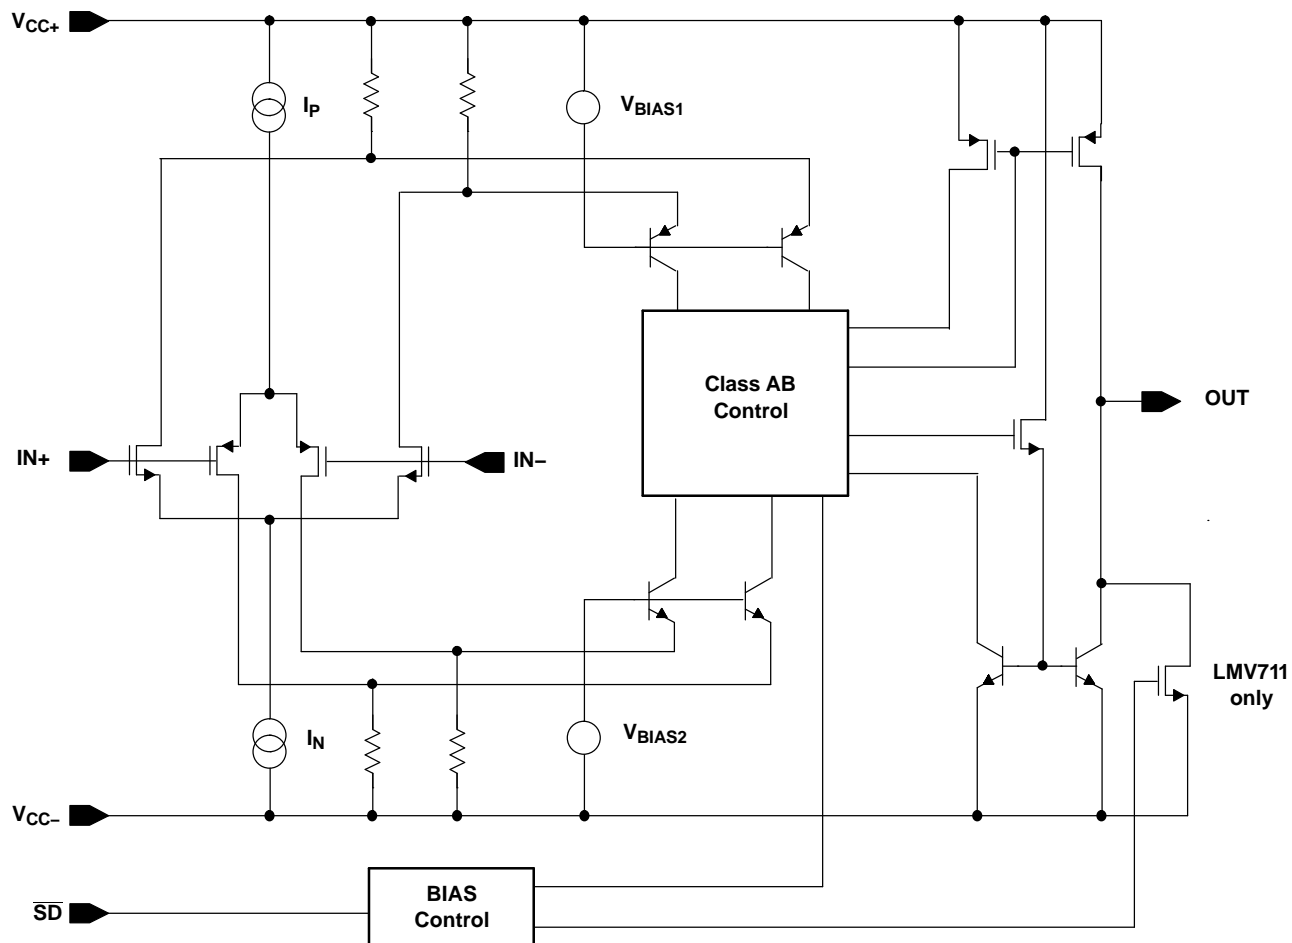 VCC+
IP
VBIAS1
Class AB
Control
OUT
IN+
IN–
LMV711
only
IN
VBIAS2
VCC–
SD
BIAS
Control